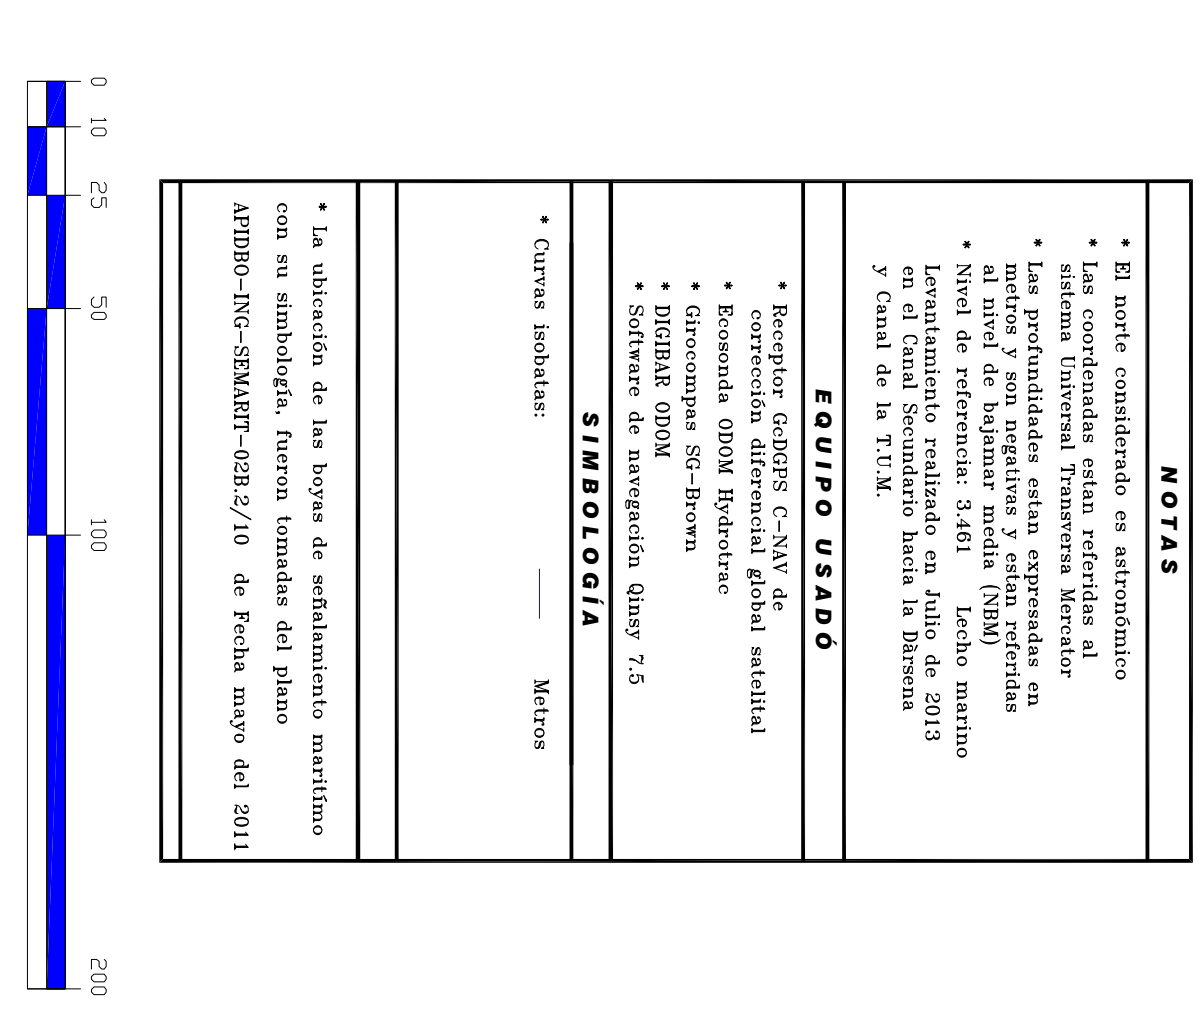 NOTAS
* El norte considerado es astronómico
* Las coordenadas estan referidas al
sistema Universal Transversa Mercator
* Las profundidades estan expresadas en
metros y son negativas y estan referidas
al nivel de bajamar media (NBM)
* Nivel de referencia: 3.461 Lecho marino
Levantamiento realizado en Julio de 2013
en el Canal Secundario hacia la Dàrsena
y Canal de la T.U.M.
EQUIPO USADÓ
* Receptor GcDGPS C-NAV de
corrección diferencial global satelital
* Ecosonda ODOM Hydrotrac
* Girocompas SG-Brown
* DIGIBAR ODOM
* Software de navegación Qinsy 7.5
SIMBOLOGÍA
* Curvas isobatas: Metros
* La ubicación de las boyas de señalamiento marítímo
con su simbología, fueron tomadas del plano
APIDBO-ING-SEMARIT-02B.2/10 de Fecha mayo del 2011
0 10 25 50 100 200